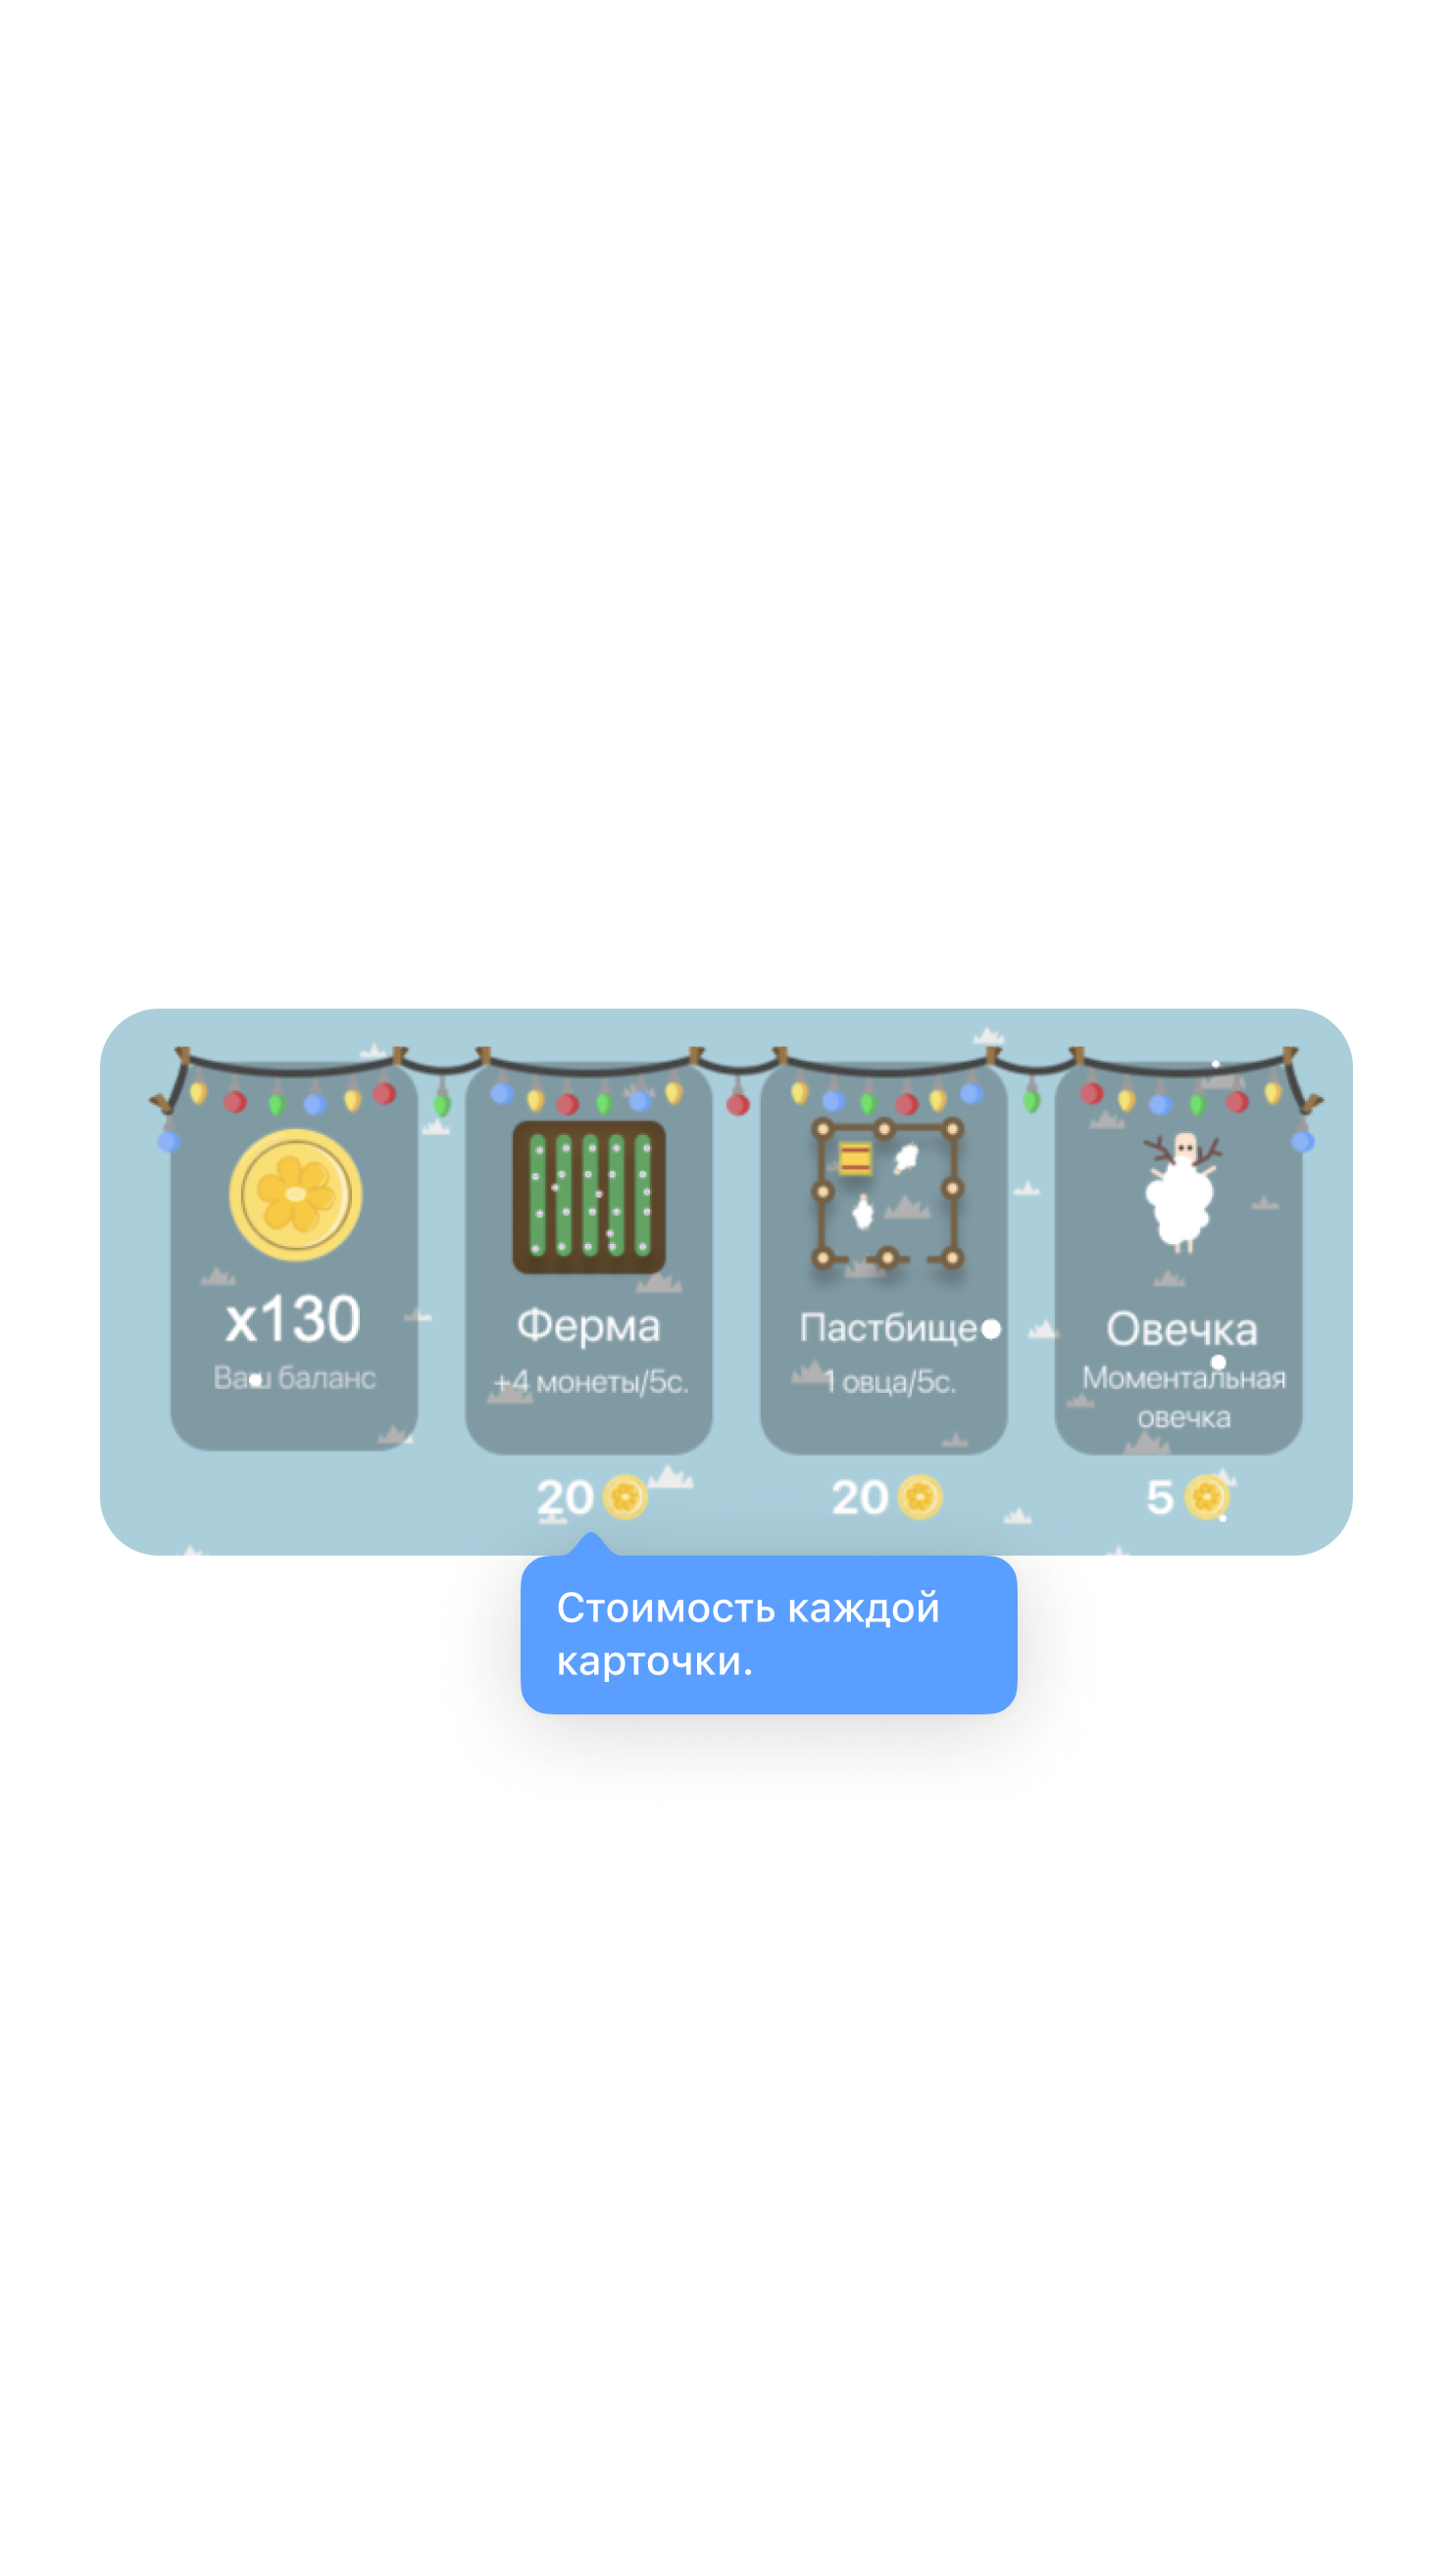 x130
Ваш баланс
Ферма
+4 монеты/5с.
20
Пастбище
1 овца/5с.
20
Овечка
Моментальная
овечка
5
Стоимость каждой
карточки.